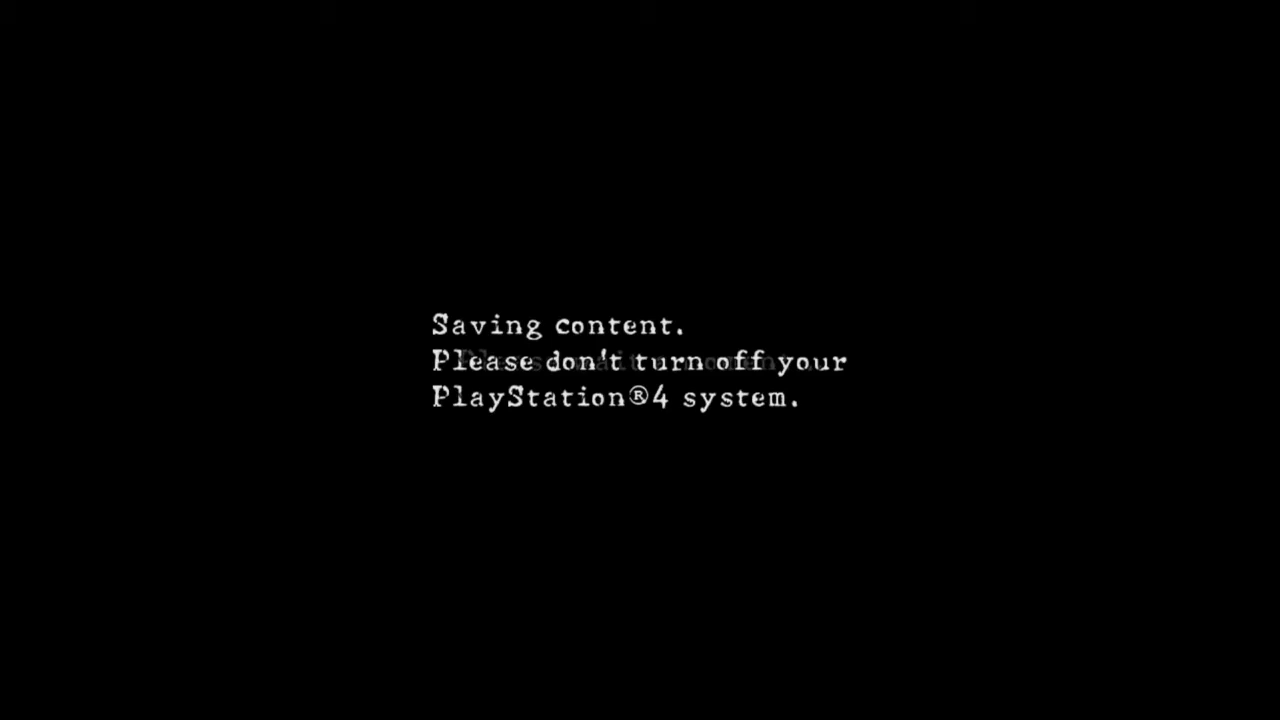 Saving content.
Please don't turn off your
PlayStation®4 system.